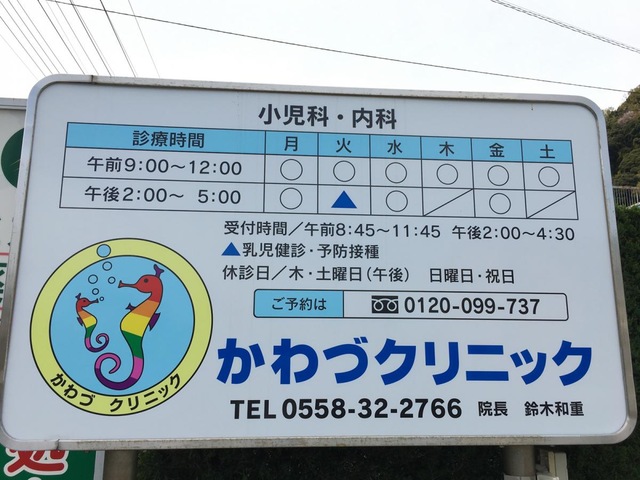 小児科・内科
診療時間 月 火 水 木 金 土
午前9:00～12:00 ○ ○ ○ ○ ○ ○
午後2:00～ 5:00 ○ ▲ ○ ／ ○ ／
受付時間／午前8:45～11:45 午後2:00～4:30
▲乳児健診・予防接種
休診日／木・土曜日(午後) 日曜日・祝日
ご予約は 0120-099-737
かわづ クリニック
かわづクリニック
TEL 0558-32-2766 院長 鈴木和重